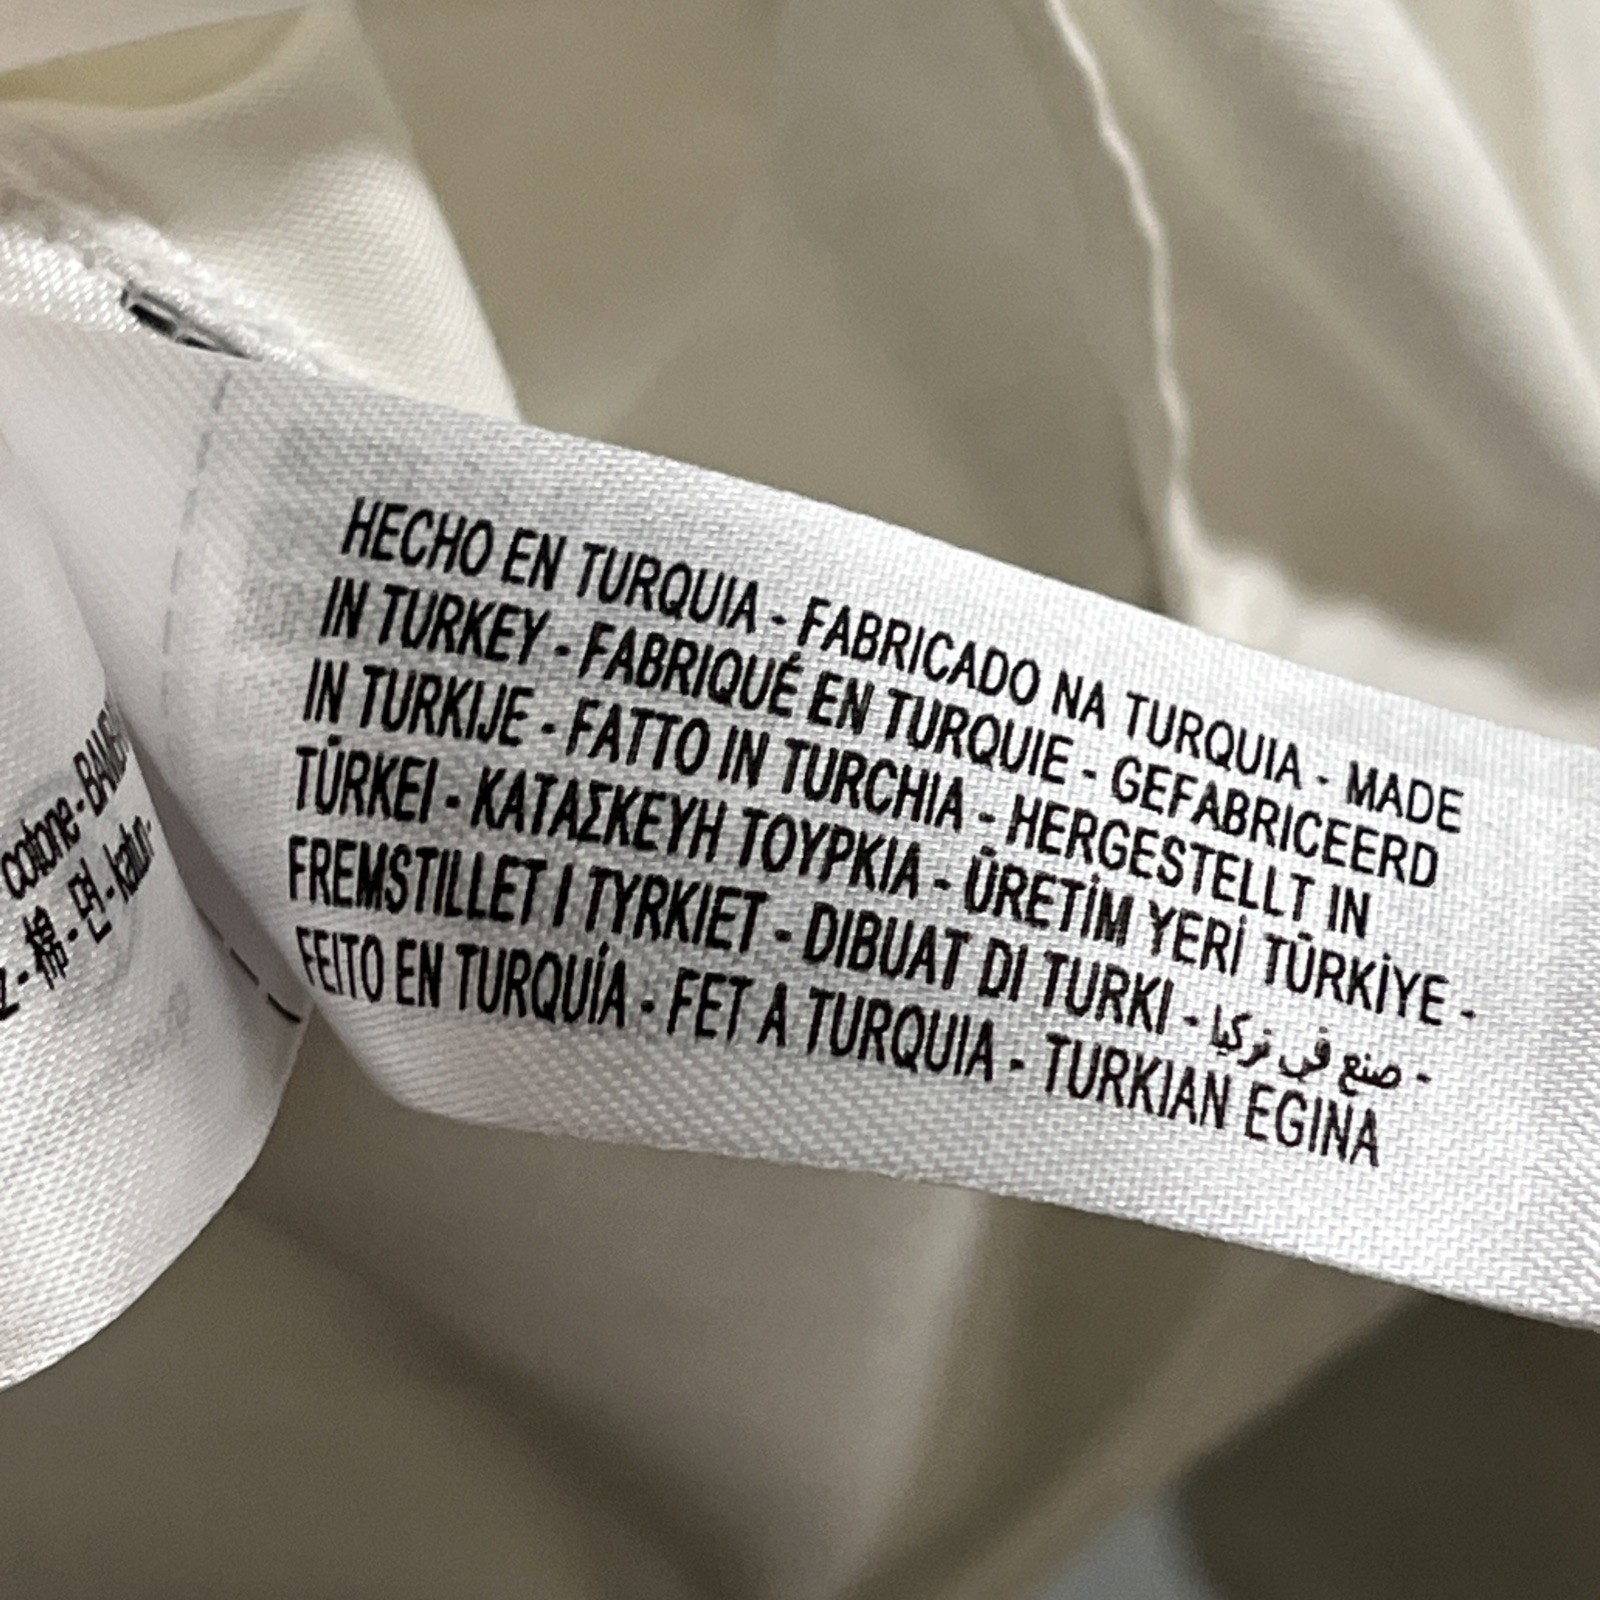 HECHO EN TURQUIA - FABRICADO NA TURQUIA - MADE
IN TURKEY - FABRIQUÉ EN TURQUIE - GEFABRICEERD
IN TURKIJE - FATTO IN TURCHIA - HERGESTELLT IN
TÜRKEI - ΚΑΤΑΣΚΕΥΗ ΤΟΥΡΚΙΑ - ÜRETİM YERİ TÜRKİYE -
FREMSTILLET I TYRKIET - DIBUAT DI TURKI - صنع في تركيا -
FEITO EN TURQUÍA - FET A TURQUIA - TURKIAN EGINA
cotone -
- 棉 - 면 - katun -